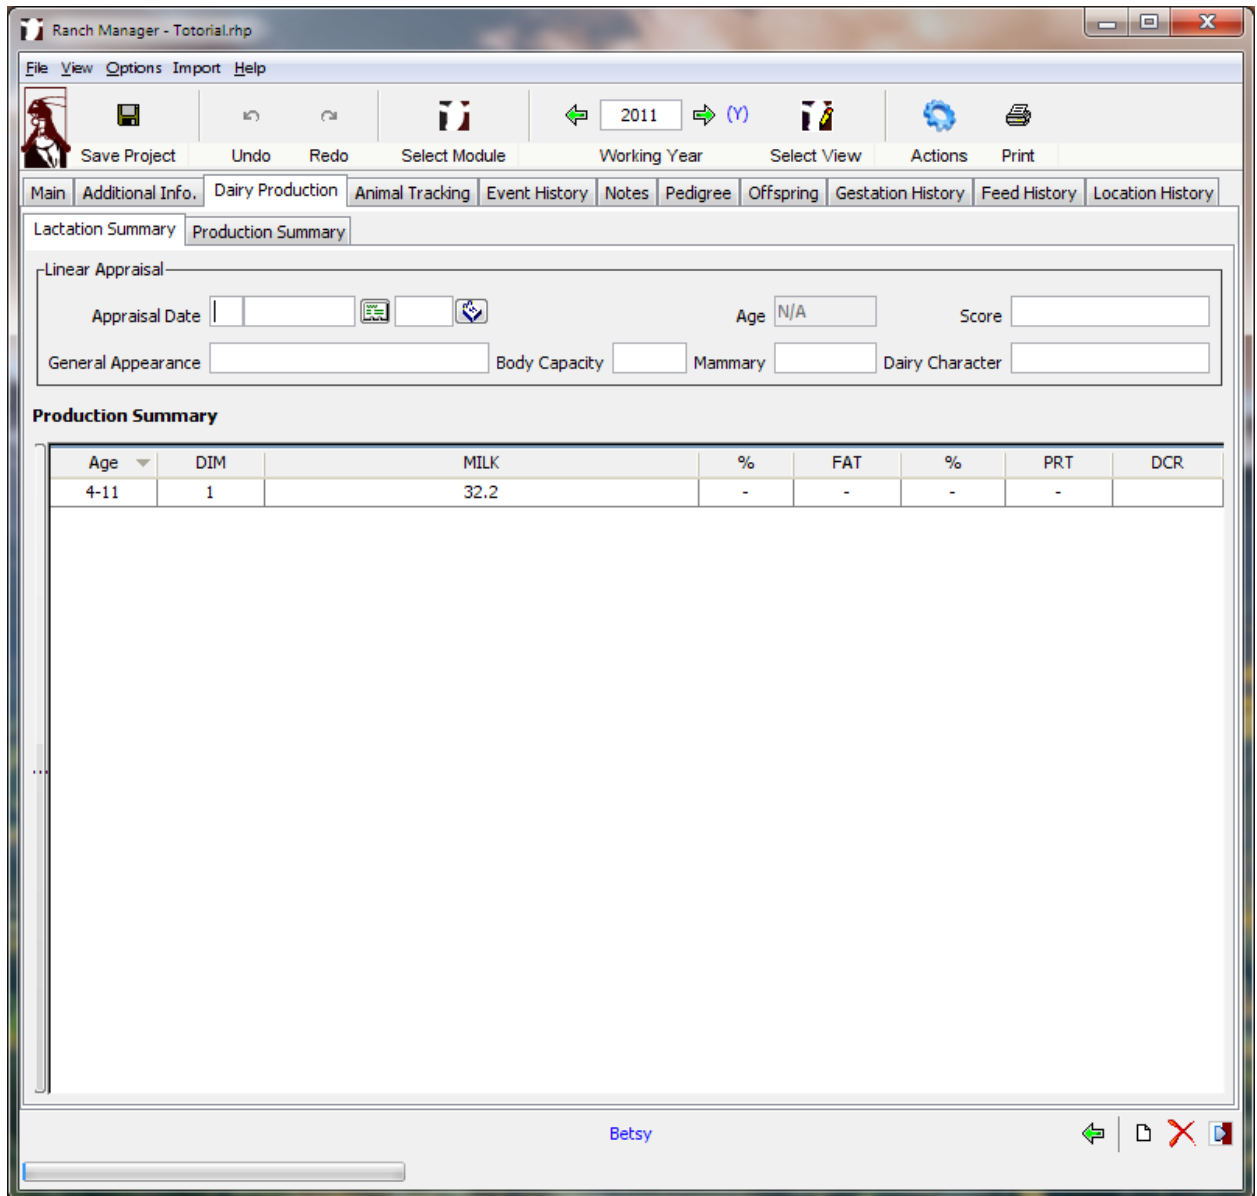 Ranch Manager - Totorial.rhp
File View Options Import Help
2011 (Y)
Save Project Undo Redo Select Module Working Year Select View Actions Print
Main Additional Info. Dairy Production Animal Tracking Event History Notes Pedigree Offspring Gestation History Feed History Location History
Lactation Summary Production Summary
Linear Appraisal
Appraisal Date Age N/A Score
General Appearance Body Capacity Mammary Dairy Character
Production Summary
Age DIM MILK % FAT % PRT DCR
4-11 1 32.2 - - - -
Betsy